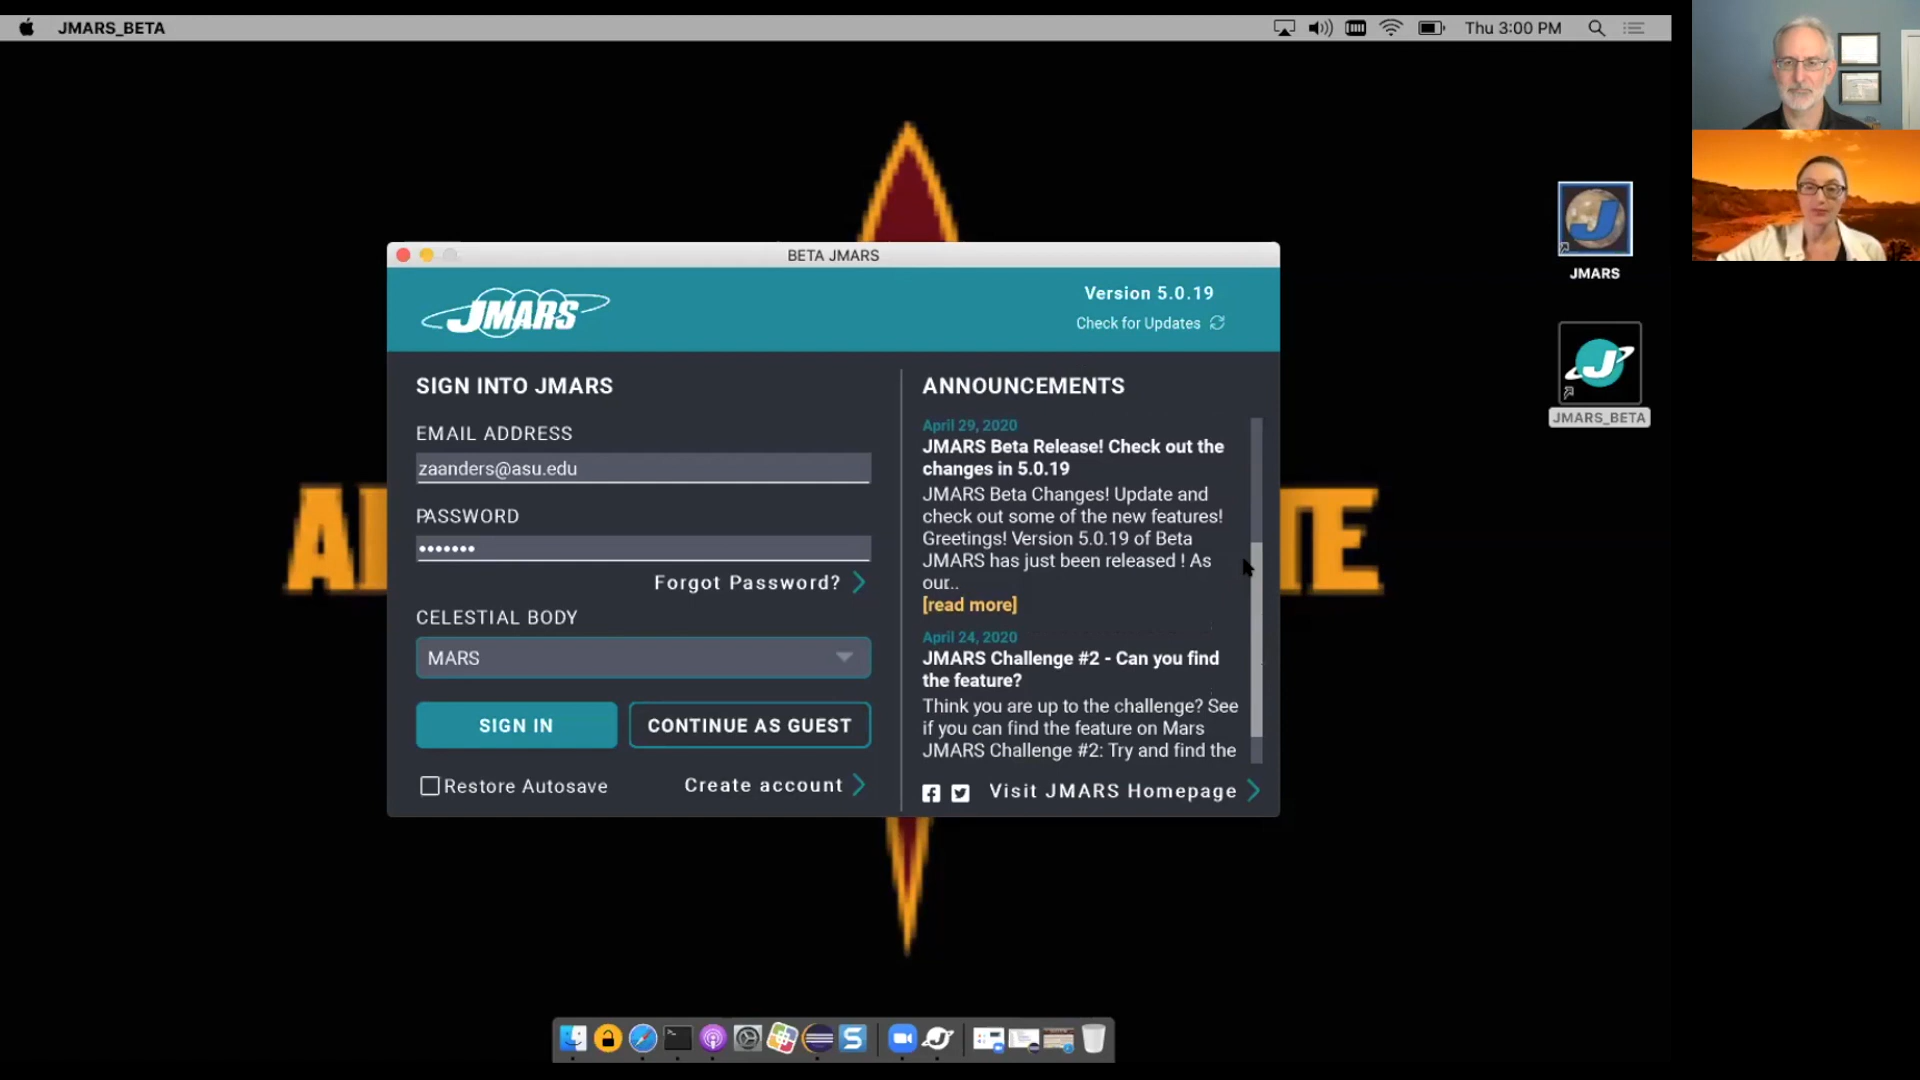 JMARS_BETA
Thu 3:00 PM
BETA JMARS
JMARS
Version 5.0.19
Check for Updates
SIGN INTO JMARS
EMAIL ADDRESS
zaanders@asu.edu
PASSWORD
•••••••
Forgot Password?
CELESTIAL BODY
MARS
SIGN IN
CONTINUE AS GUEST
Restore Autosave
Create account
ANNOUNCEMENTS
April 29, 2020
JMARS Beta Release! Check out the
changes in 5.0.19
JMARS Beta Changes! Update and
check out some of the new features!
Greetings! Version 5.0.19 of Beta
JMARS has just been released ! As
our..
[read more]
April 24, 2020
JMARS Challenge #2 - Can you find
the feature?
Think you are up to the challenge? See
if you can find the feature on Mars
JMARS Challenge #2: Try and find the
Visit JMARS Homepage
J
JMARS
J
JMARS_BETA
TE